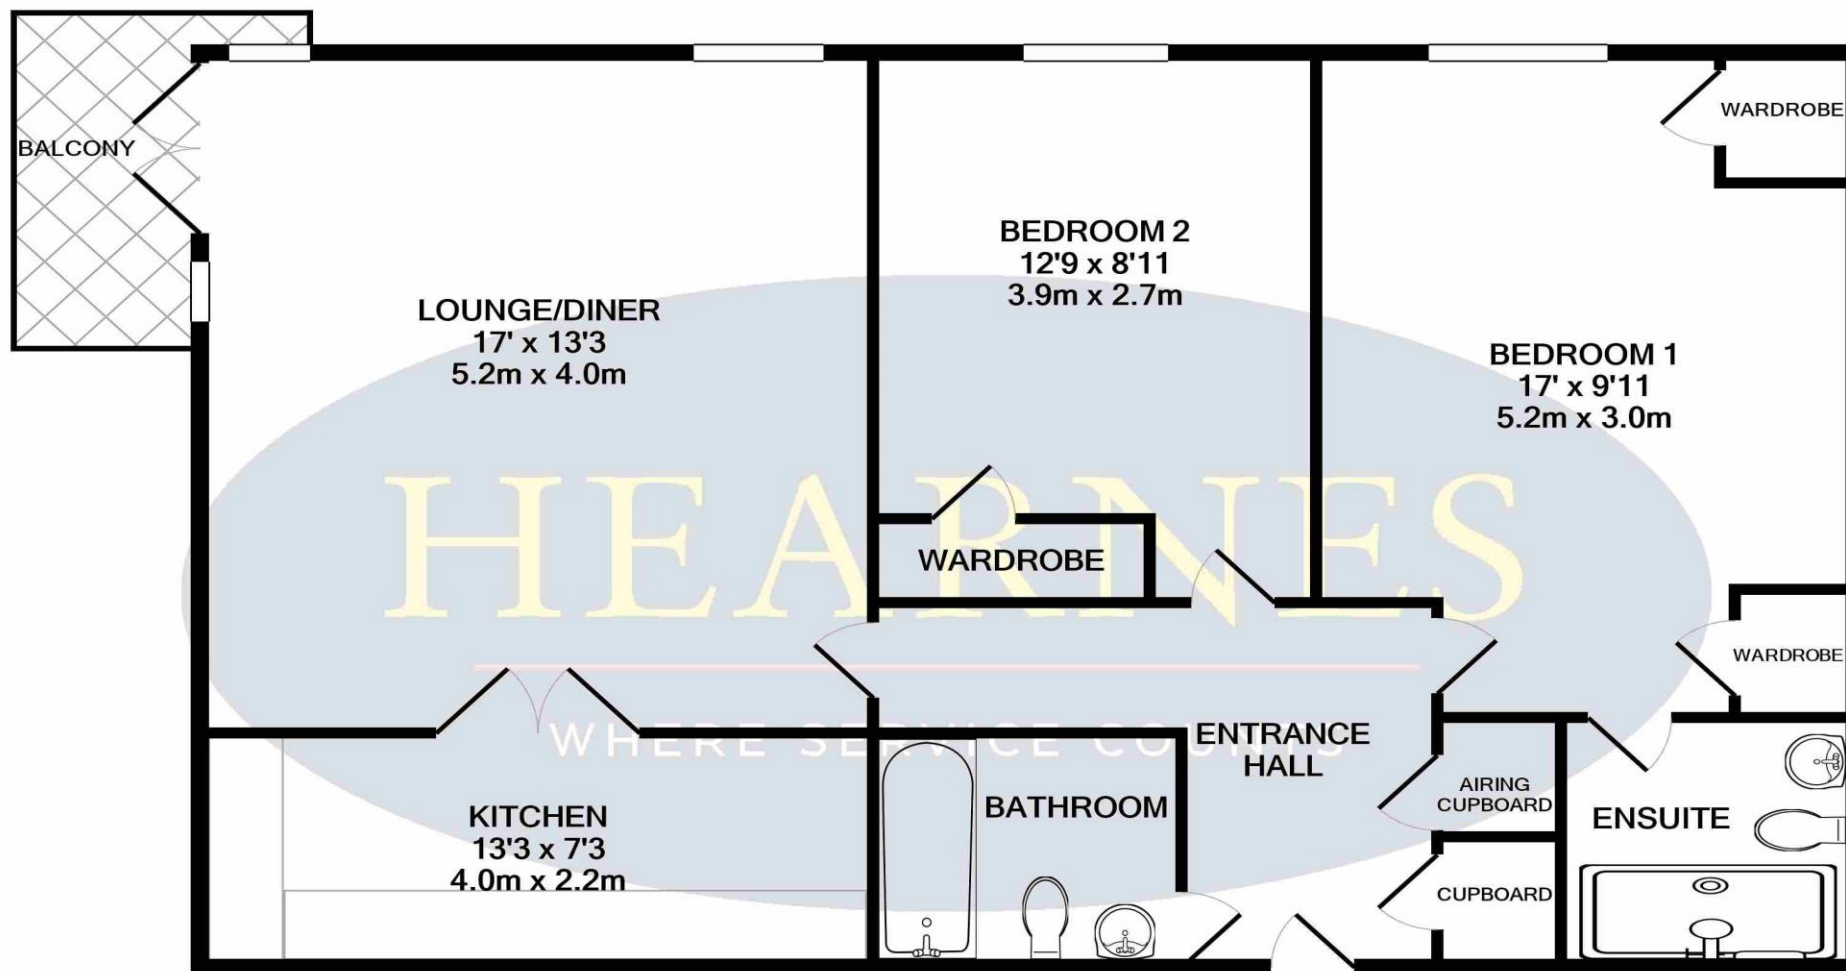 BALCONY
LOUNGE/DINER
17' x 13'3
5.2m x 4.0m
BEDROOM 2
12'9 x 8'11
3.9m x 2.7m
BEDROOM 1
17' x 9'11
5.2m x 3.0m
WARDROBE
WARDROBE
WARDROBE
HEARNES
WHERE SERVICE COUNTS
ENTRANCE
HALL
KITCHEN
13'3 x 7'3
4.0m x 2.2m
BATHROOM
AIRING
CUPBOARD
CUPBOARD
ENSUITE